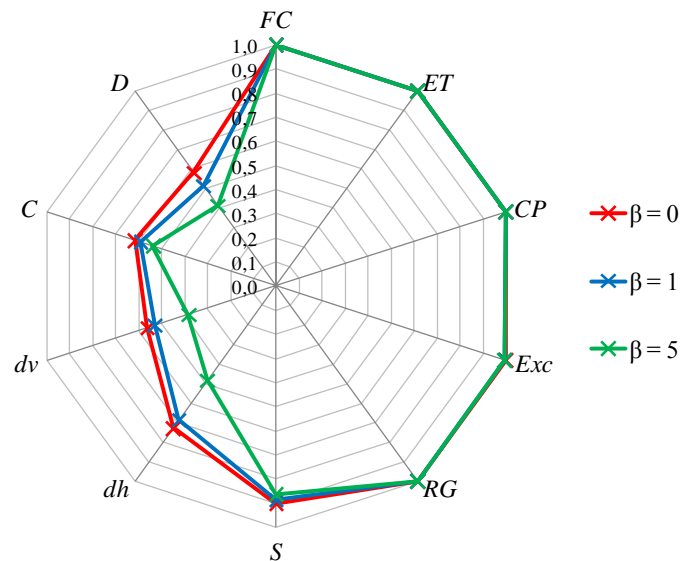 FC
1,0
0,9
0,8
0,7
0,6
0,5
0,4
0,3
0,2
0,1
0,0
D
ET
C
CP
β = 0
β = 1
β = 5
dv
Exc
dh
RG
S